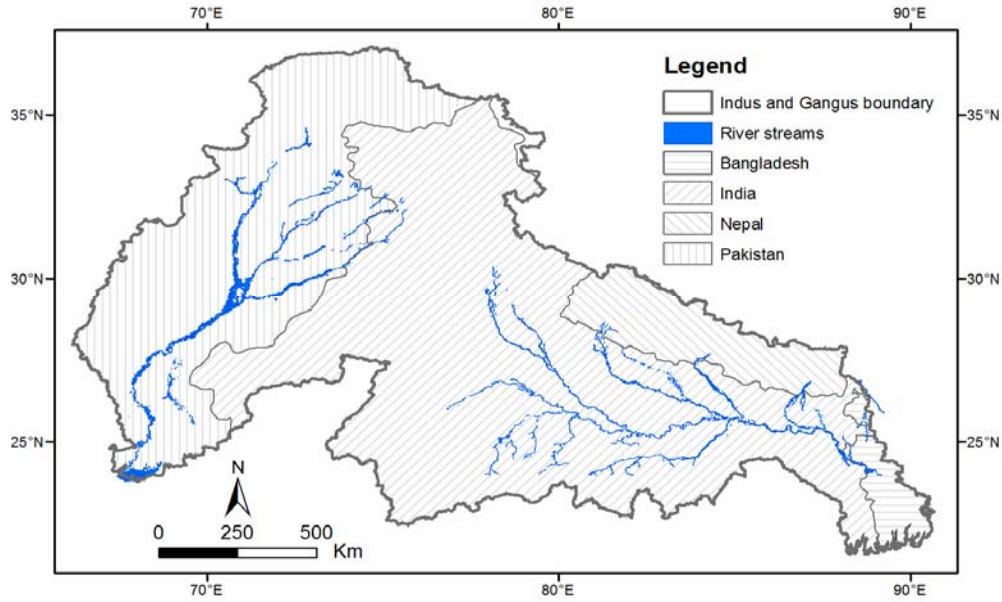 70°E 80°E 90°E
Legend
35°N 35°N
Indus and Gangus boundary
River streams
Bangladesh
India
Nepal
Pakistan
30°N 30°N
25°N 25°N
N
0 250 500
Km
70°E 80°E 90°E